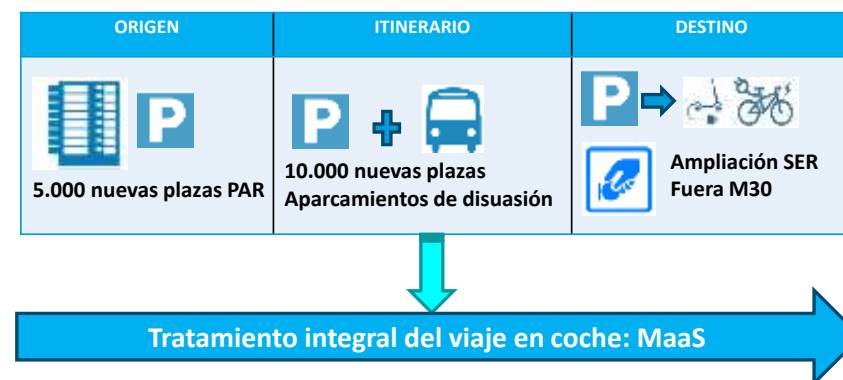 ORIGEN
ITINERARIO
DESTINO
P
5.000 nuevas plazas PAR
P
10.000 nuevas plazas
Aparcamientos de disuasión
P
Ampliación SER
Fuera M30
Tratamiento integral del viaje en coche: MaaS